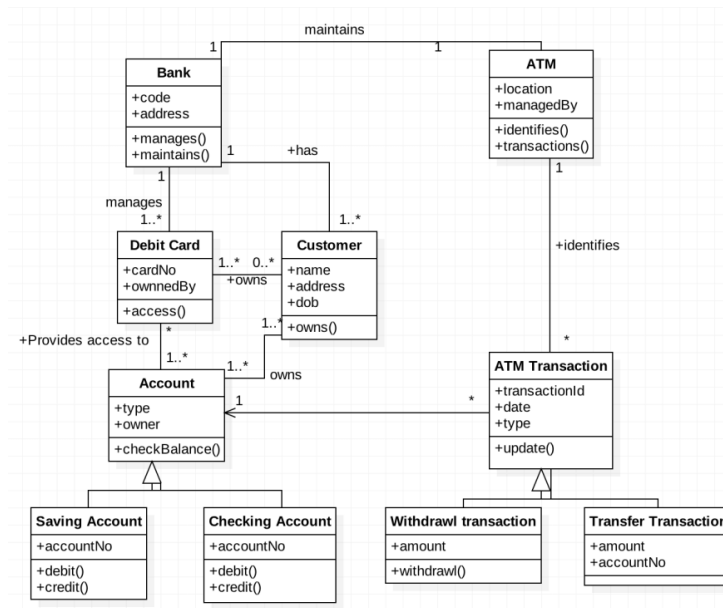 maintains
1
1
Bank
+code
+address
+manages()
+maintains()
ATM
+location
+managedBy
+identifies()
+transactions()
1
+has
1
1
manages
1..*
1..*
+identifies
Debit Card
+cardNo
+ownnedBy
+access()
1..*
0..*
+owns
Customer
+name
+address
+dob
+owns()
*
+Provides access to
1..*
1..*
1..*
owns
*
Account
+type
+owner
+checkBalance()
1
*
ATM Transaction
+transactionId
+date
+type
+update()
Saving Account
+accountNo
+debit()
+credit()
Checking Account
+accountNo
+debit()
+credit()
Withdrawl transaction
+amount
+withdrawl()
Transfer Transaction
+amount
+accountNo